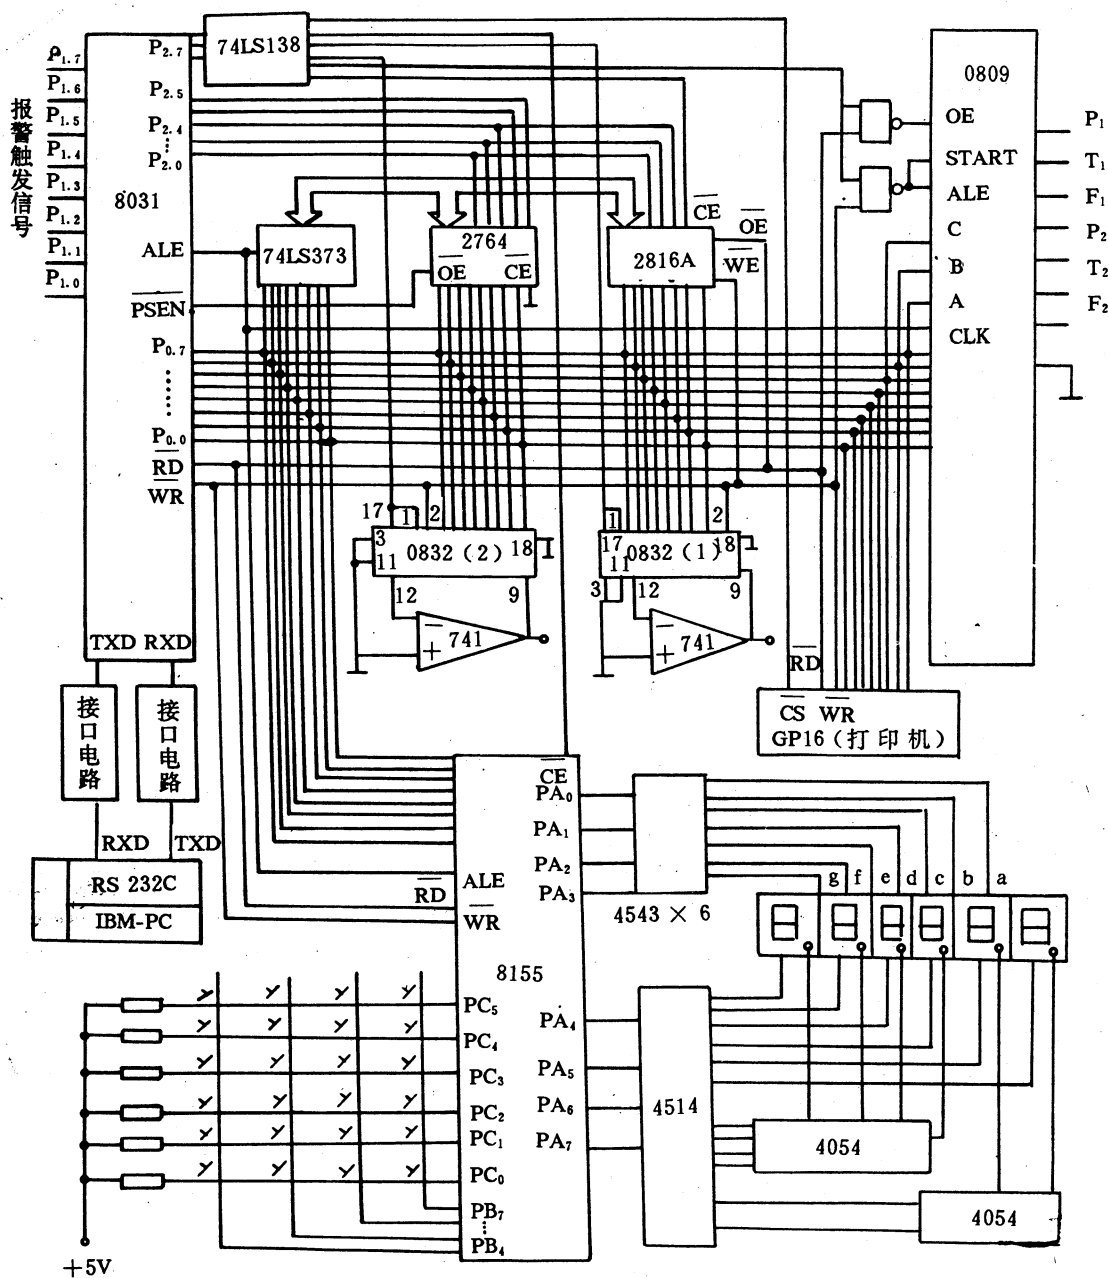 报警触发信号
P1.7
P1.6
P1.5
P1.4
P1.3
P1.2
P1.1
P1.0
8031
P2.7
P2.5
P2.4
P2.0
ALE
PSEN
P0.7
P0.0
RD
WR
TXD RXD
74LS138
74LS373
2764
OE CE
CE
OE
WE
2816A
0809
OE
START
ALE
C
B
A
CLK
P1
T1
F1
P2
T2
F2
17 1 2
3
11
0832(2)
18
12
9
741
− +
1 2
17
11
0832(1)
18
3
12
9
741
− +
RD
CS WR
GP16(打印机)
接口电路
接口电路
RXD TXD
RS 232C
IBM-PC
CE
PA0
PA1
PA2
PA3
ALE
RD
WR
8155
PC5
PC4
PC3
PC2
PC1
PC0
PB7
PB4
PA4
PA5
PA6
PA7
4543×6
g f e d c b a
4514
4054
4054
+5V